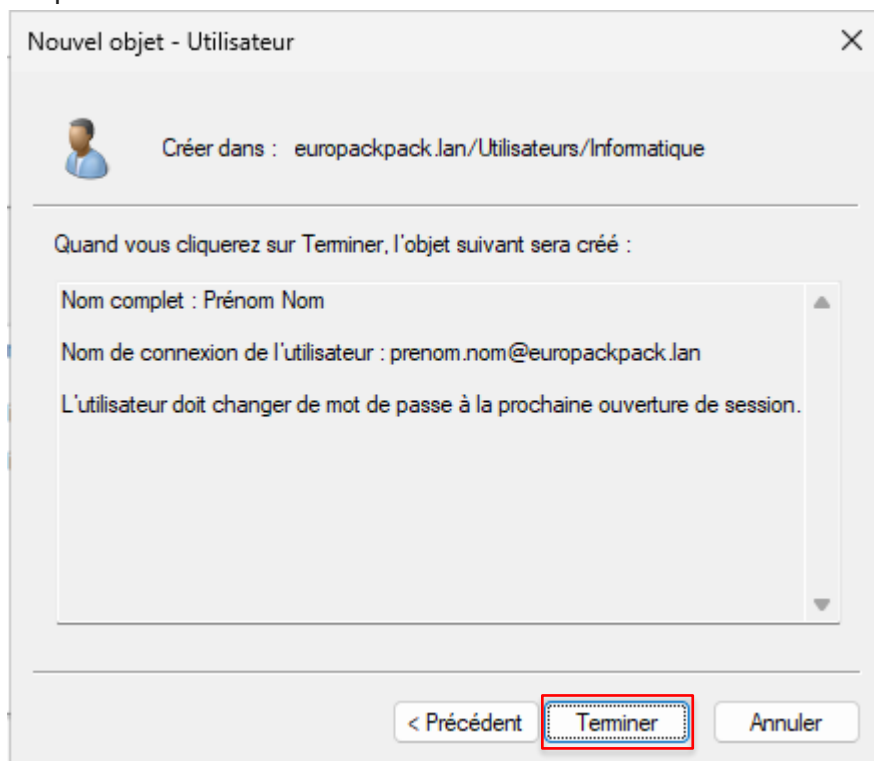 Nouvel objet - Utilisateur
Créer dans : europackpack.lan/Utilisateurs/Informatique
Quand vous cliquerez sur Terminer, l'objet suivant sera créé :
Nom complet : Prénom Nom
Nom de connexion de l'utilisateur : prenom.nom@europackpack.lan
L'utilisateur doit changer de mot de passe à la prochaine ouverture de session.
< Précédent
Terminer
Annuler